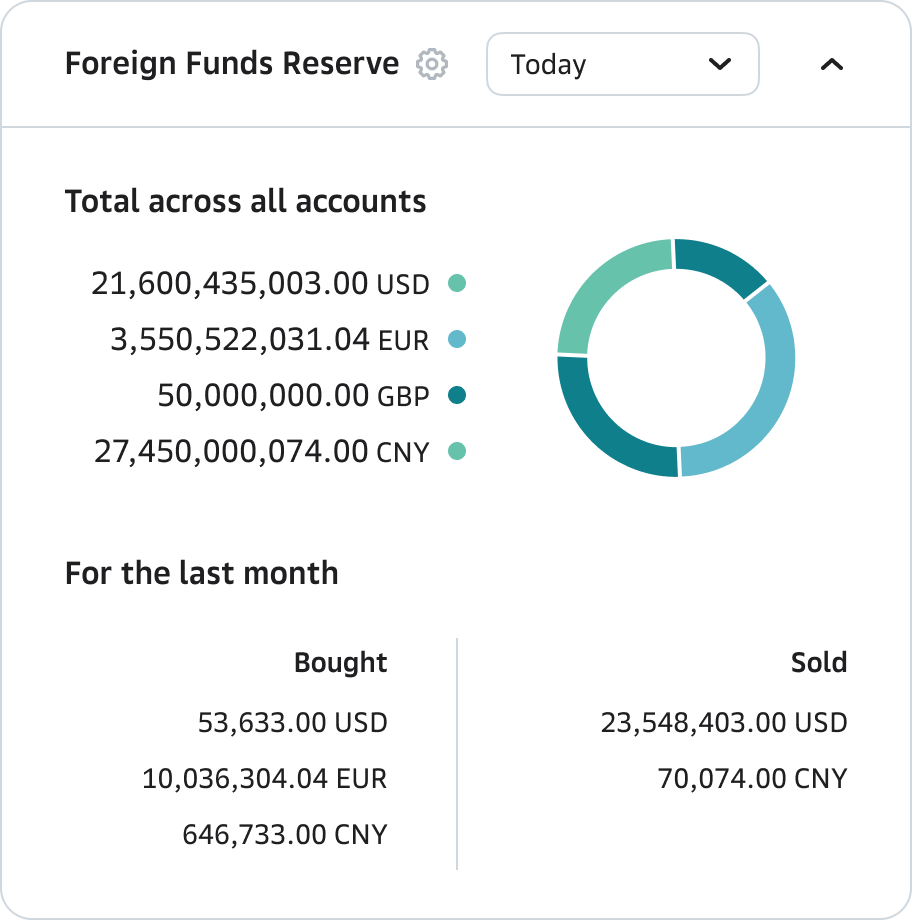 Foreign Funds Reserve
Today
Total across all accounts
21,600,435,003.00 USD
3,550,522,031.04 EUR
50,000,000.00 GBP
27,450,000,074.00 CNY
For the last month
Bought
53,633.00 USD
10,036,304.04 EUR
646,733.00 CNY
Sold
23,548,403.00 USD
70,074.00 CNY